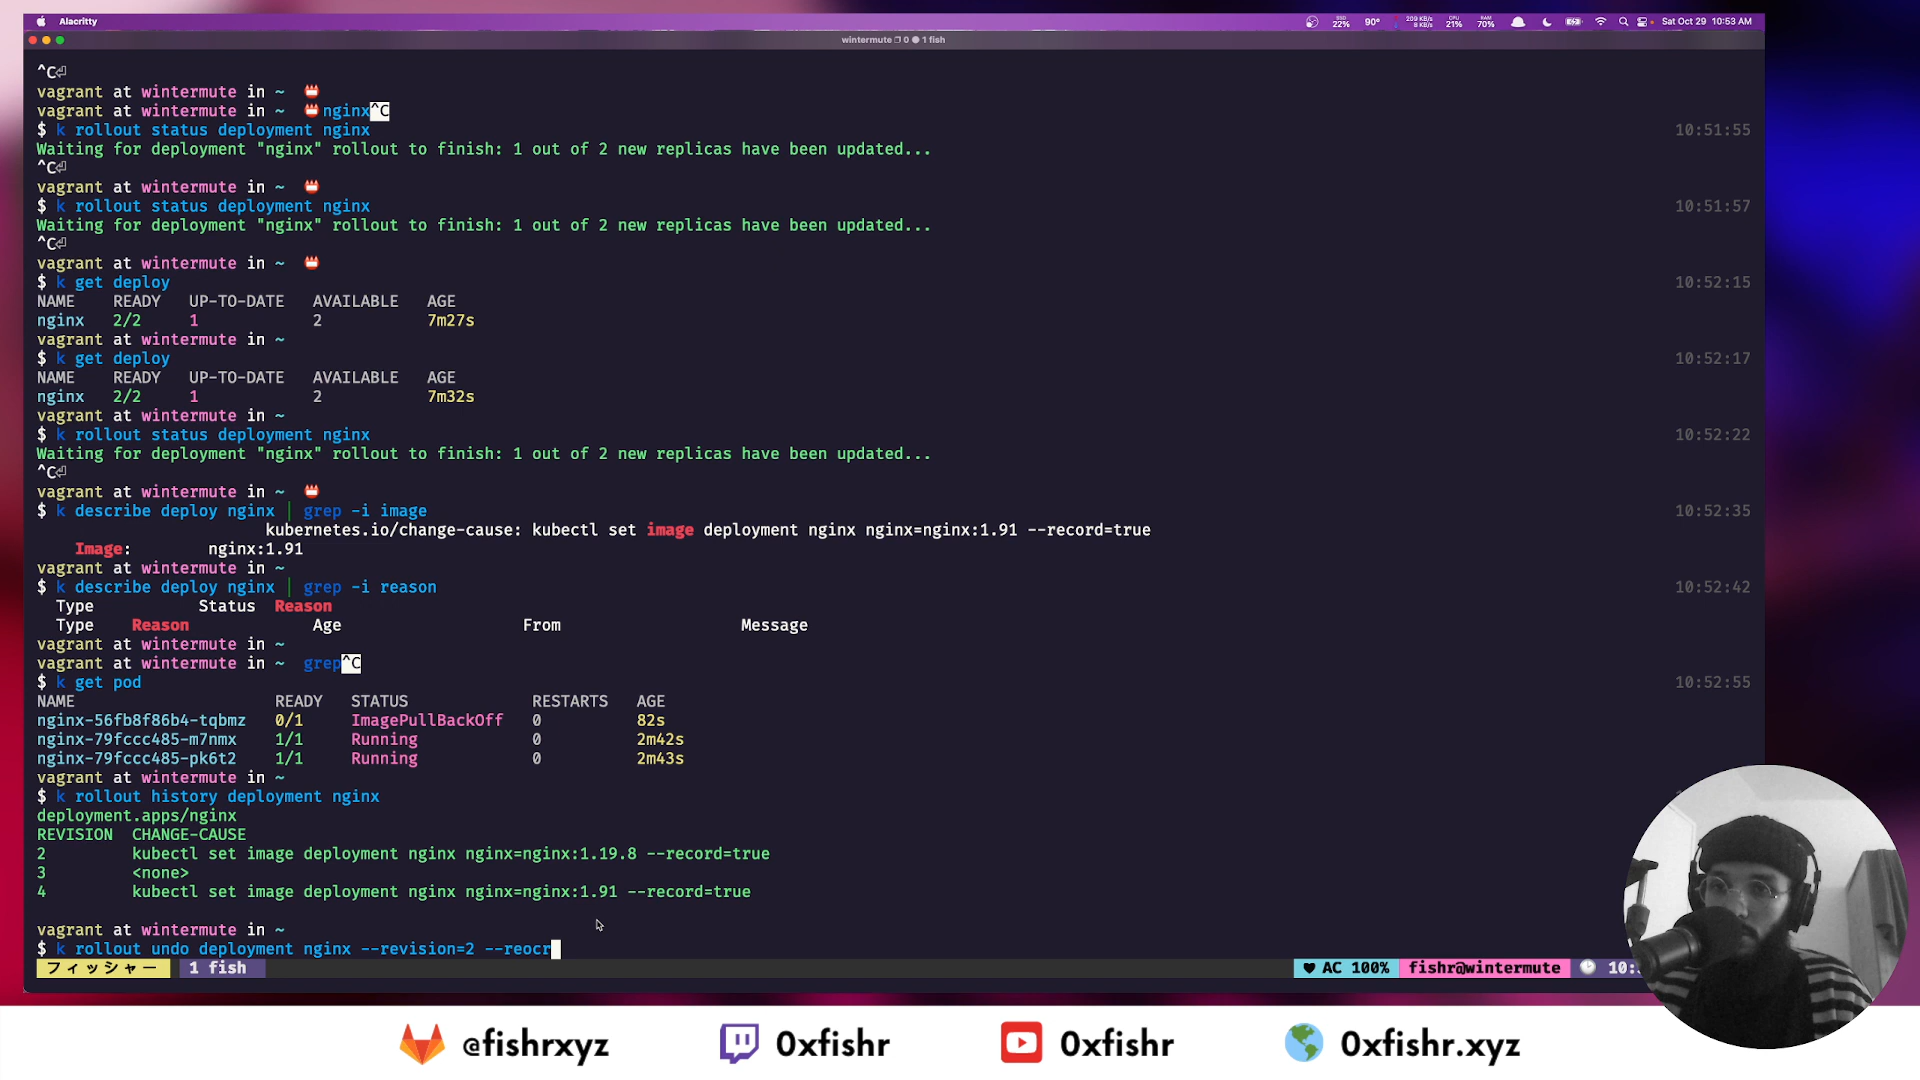 Alacritty
SSD 22% 90° 209 KB/s 8 KB/s CPU 21% RAM 70% Sat Oct 29 10:53 AM
wintermute 0 1 fish
^C⏎
vagrant at wintermute in ~
vagrant at wintermute in ~ nginx^C
$ k rollout status deployment nginx 10:51:55
Waiting for deployment "nginx" rollout to finish: 1 out of 2 new replicas have been updated...
^C⏎
vagrant at wintermute in ~
$ k rollout status deployment nginx 10:51:57
Waiting for deployment "nginx" rollout to finish: 1 out of 2 new replicas have been updated...
^C⏎
vagrant at wintermute in ~
$ k get deploy 10:52:15
NAME READY UP-TO-DATE AVAILABLE AGE
nginx 2/2 1 2 7m27s
vagrant at wintermute in ~
$ k get deploy 10:52:17
NAME READY UP-TO-DATE AVAILABLE AGE
nginx 2/2 1 2 7m32s
vagrant at wintermute in ~
$ k rollout status deployment nginx 10:52:22
Waiting for deployment "nginx" rollout to finish: 1 out of 2 new replicas have been updated...
^C⏎
vagrant at wintermute in ~
$ k describe deploy nginx | grep -i image 10:52:35
kubernetes.io/change-cause: kubectl set image deployment nginx nginx=nginx:1.91 --record=true
Image: nginx:1.91
vagrant at wintermute in ~
$ k describe deploy nginx | grep -i reason 10:52:42
Type Status Reason
Type Reason Age From Message
vagrant at wintermute in ~
vagrant at wintermute in ~ grep^C
$ k get pod 10:52:55
NAME READY STATUS RESTARTS AGE
nginx-56fb8f86b4-tqbmz 0/1 ImagePullBackOff 0 82s
nginx-79fccc485-m7nmx 1/1 Running 0 2m42s
nginx-79fccc485-pk6t2 1/1 Running 0 2m43s
vagrant at wintermute in ~
$ k rollout history deployment nginx
deployment.apps/nginx
REVISION CHANGE-CAUSE
2 kubectl set image deployment nginx nginx=nginx:1.19.8 --record=true
3 <none>
4 kubectl set image deployment nginx nginx=nginx:1.91 --record=true
vagrant at wintermute in ~
$ k rollout undo deployment nginx --revision=2 --reocr
フィッシャー 1 fish ♥ AC 100% fishr@wintermute 10:
@fishrxyz 0xfishr 0xfishr 0xfishr.xyz